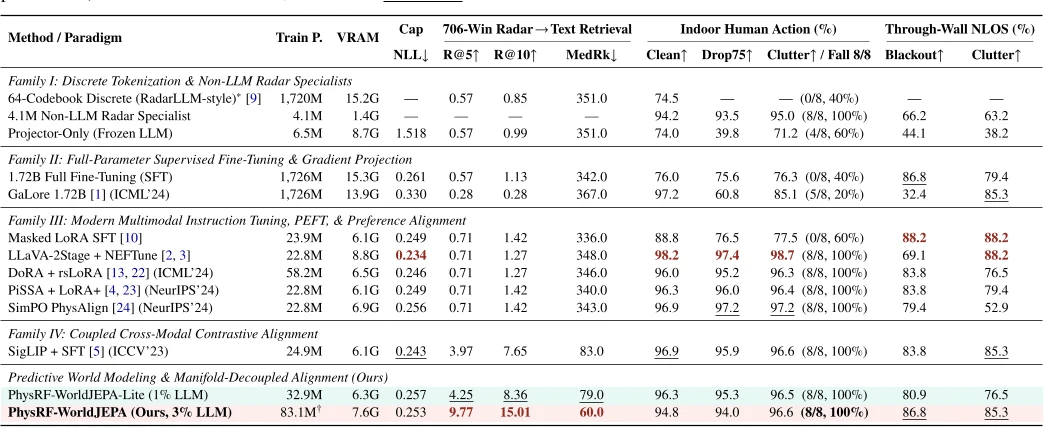 Method / Paradigm Train P. VRAM Cap 706-Win Radar→Text Retrieval Indoor Human Action (%) Through-Wall NLOS (%)
NLL↓ R@5↑ R@10↑ MedRk↓ Clean↑ Drop75↑ Clutter↑ / Fall 8/8 Blackout↑ Clutter↑
Family I: Discrete Tokenization & Non-LLM Radar Specialists
64-Codebook Discrete (RadarLLM-style)* [9] 1,720M 15.2G — 0.57 0.85 351.0 74.5 — — (0/8, 40%) — —
4.1M Non-LLM Radar Specialist 4.1M 1.4G — — — — 94.2 93.5 95.0 (8/8, 100%) 66.2 63.2
Projector-Only (Frozen LLM) 6.5M 8.7G 1.518 0.57 0.99 351.0 74.0 39.8 71.2 (4/8, 60%) 44.1 38.2
Family II: Full-Parameter Supervised Fine-Tuning & Gradient Projection
1.72B Full Fine-Tuning (SFT) 1,726M 15.3G 0.261 0.57 1.13 342.0 76.0 75.6 76.3 (0/8, 40%) 86.8 79.4
GaLore 1.72B [1] (ICML'24) 1,726M 13.9G 0.330 0.28 0.28 367.0 97.2 60.8 85.1 (5/8, 20%) 32.4 85.3
Family III: Modern Multimodal Instruction Tuning, PEFT, & Preference Alignment
Masked LoRA SFT [10] 23.9M 6.1G 0.249 0.71 1.42 336.0 88.8 76.5 77.5 (0/8, 60%) 88.2 88.2
LLaVA-2Stage + NEFTune [2, 3] 22.8M 8.8G 0.234 0.71 1.27 348.0 98.2 97.4 98.7 (8/8, 100%) 69.1 88.2
DoRA + rsLoRA [13, 22] (ICML'24) 58.2M 6.5G 0.246 0.71 1.27 346.0 96.0 95.2 96.3 (8/8, 100%) 83.8 76.5
PiSSA + LoRA+ [4, 23] (NeurIPS'24) 22.8M 6.1G 0.249 0.71 1.42 340.0 96.3 96.0 96.4 (8/8, 100%) 83.8 79.4
SimPO PhysAlign [24] (NeurIPS'24) 22.8M 6.9G 0.256 0.71 1.42 343.0 96.9 97.2 97.2 (8/8, 100%) 79.4 52.9
Family IV: Coupled Cross-Modal Contrastive Alignment
SigLIP + SFT [5] (ICCV'23) 24.9M 6.1G 0.243 3.97 7.65 83.0 96.9 95.9 96.6 (8/8, 100%) 83.8 85.3
Predictive World Modeling & Manifold-Decoupled Alignment (Ours)
PhysRF-WorldJEPA-Lite (1% LLM) 32.9M 6.3G 0.257 4.25 8.36 79.0 96.3 95.3 96.5 (8/8, 100%) 80.9 76.5
PhysRF-WorldJEPA (Ours, 3% LLM) 83.1M† 7.6G 0.253 9.77 15.01 60.0 94.8 94.0 96.6 (8/8, 100%) 86.8 85.3